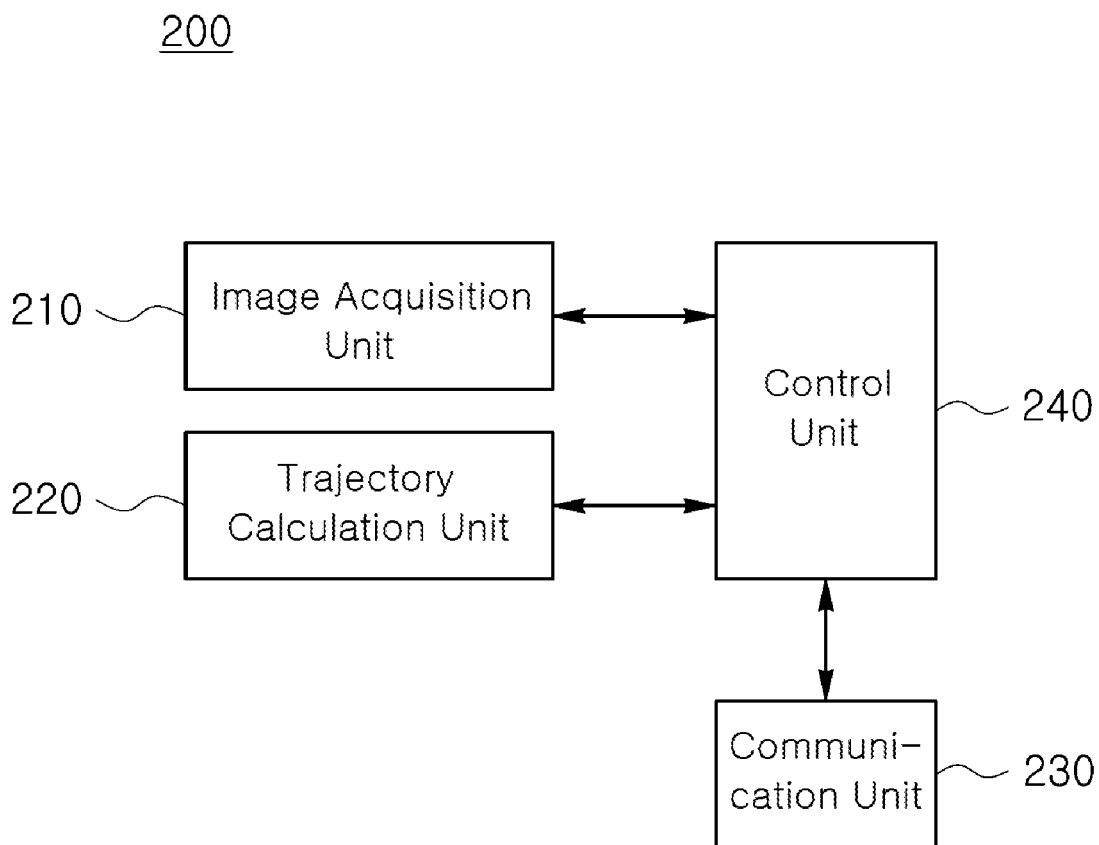 200
210
Image Acquisition
Unit
220
Trajectory
Calculation Unit
Control
Unit
240
Communi-
cation Unit
230